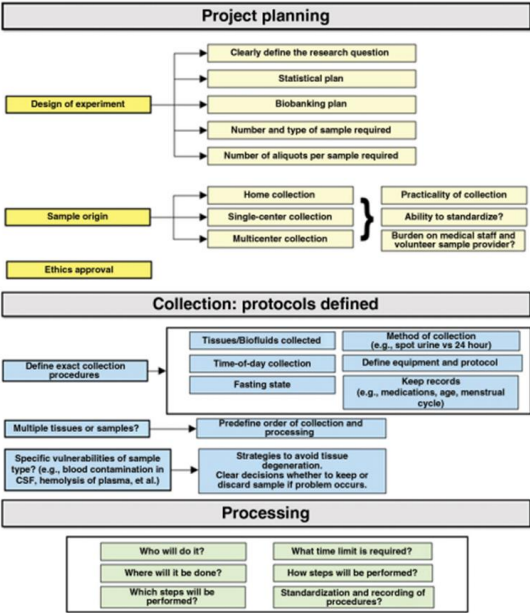 Project planning
Clearly define the research question
Statistical plan
Design of experiment
Biobanking plan
Number and type of sample required
Number of aliquots per sample required
Home collection
Practicality of collection
Sample origin
Single-center collection
Ability to standardize?
Multicenter collection
Burden on medical staff and
volunteer sample provider?
Ethics approval
Collection: protocols defined
Tissues/Biofluids collected
Method of collection
(e.g., spot urine vs 24 hour)
Define exact collection
procedures
Time-of-day collection
Define equipment and protocol
Fasting state
Keep records
(e.g., medications, age, menstrual
cycle)
Multiple tissues or samples?
Predefine order of collection and
processing
Specific vulnerabilities of sample
type? (e.g., blood contamination in
CSF, hemolysis of plasma, et al.)
Strategies to avoid tissue
degeneration.
Clear decisions whether to keep or
discard sample if problem occurs.
Processing
Who will do it?
What time limit is required?
Where will it be done?
How steps will be performed?
Which steps will be
performed?
Standardization and recording of
procedures?